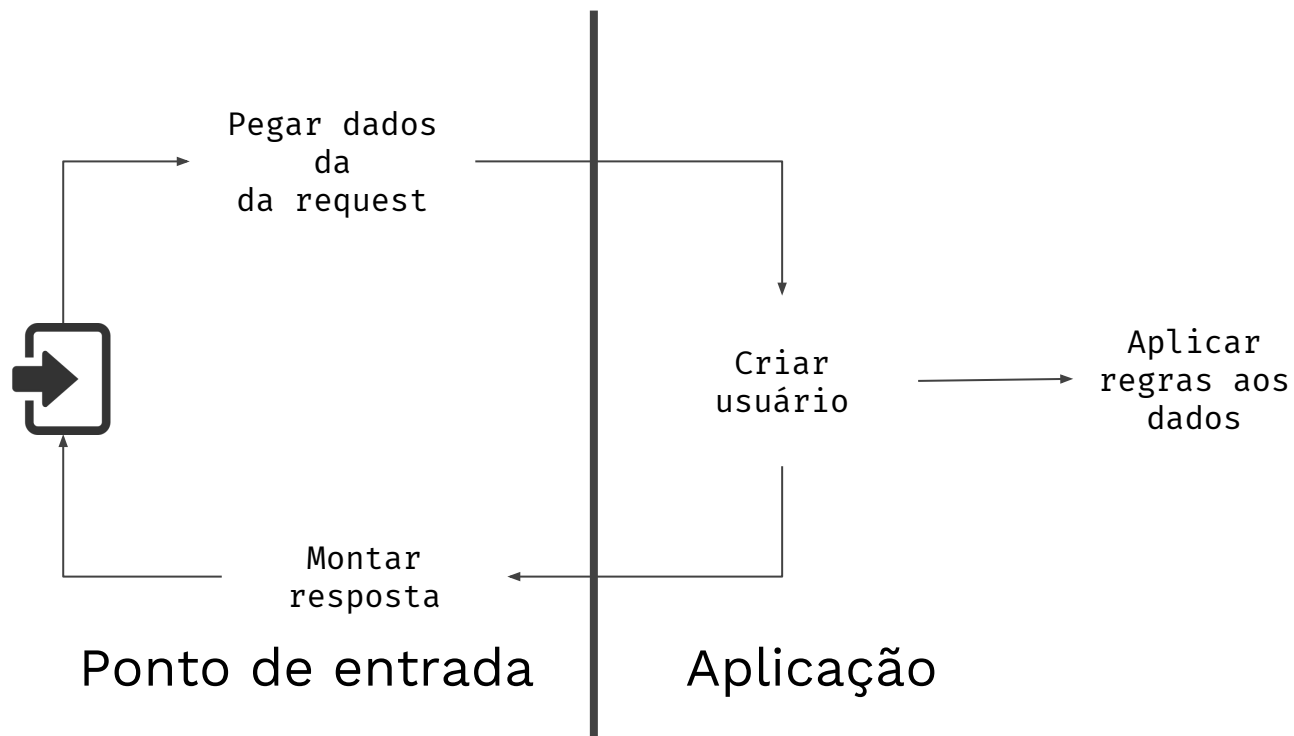 Pegar dados
da
da request
Criar
usuário
Aplicar
regras aos
dados
Montar
resposta
Ponto de entrada
Aplicação